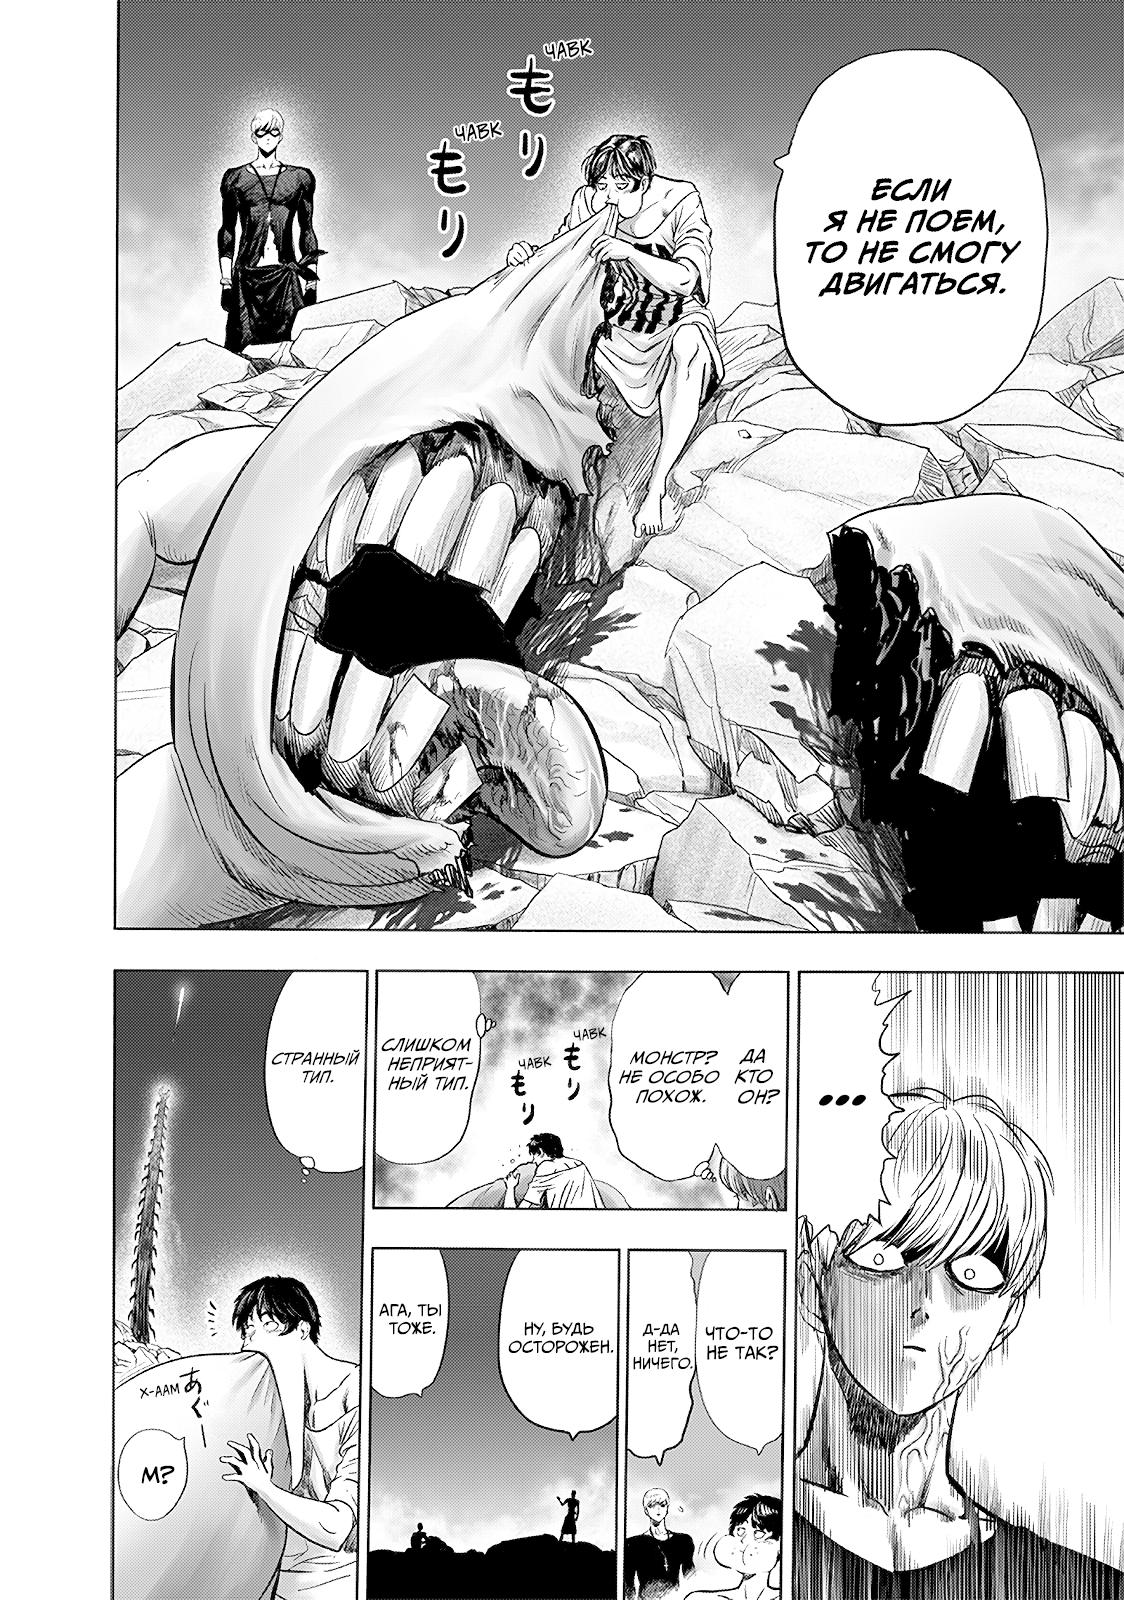 ЕСЛИ
Я НЕ ПОЕМ,
ТО НЕ СМОГУ
ДВИГАТЬСЯ.
ЧАВК
もり
ЧАВК
もり
...
ДА
КТО
ОН?
МОНСТР?
НЕ ОСОБО
ПОХОЖ.
ЧАВК
もり
ЧАВК
もり
СЛИШКОМ
НЕПРИЯТ-
НЫЙ ТИП.
СТРАННЫЙ
ТИП.
ЧТО-ТО
НЕ ТАК?
Д-ДА
НЕТ,
НИЧЕГО.
НУ, БУДЬ
ОСТОРОЖЕН.
АГА, ТЫ
ТОЖЕ.
Х-ААМ
あぐー
М?